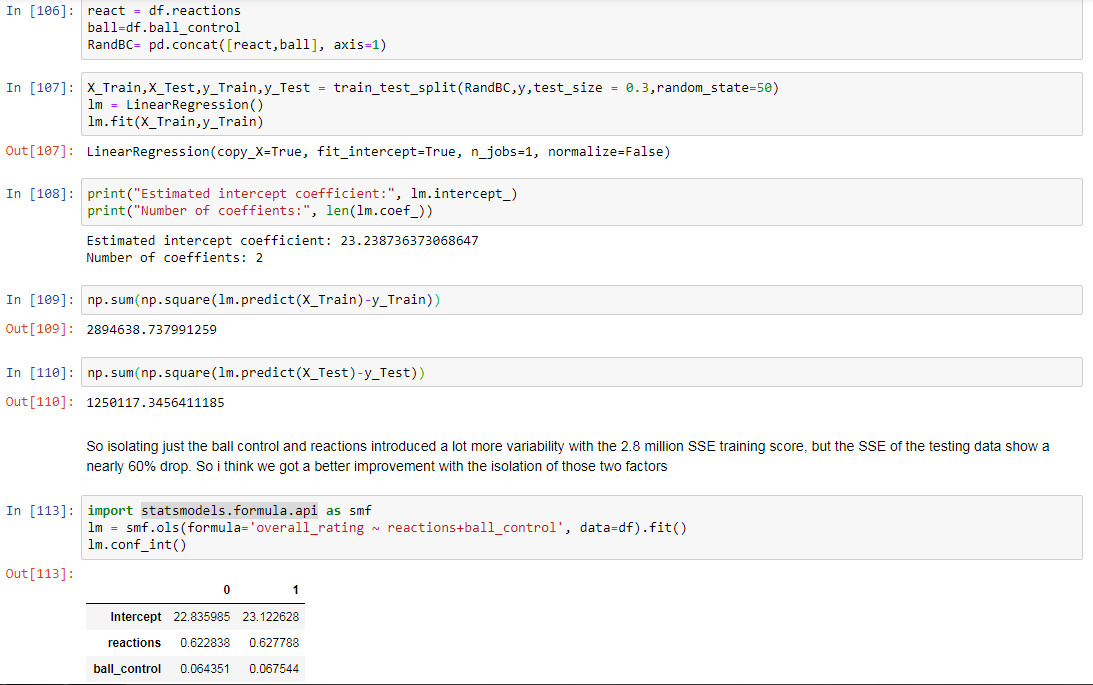 In [106]: react = df.reactions
ball=df.ball_control
RandBC= pd.concat([react,ball], axis=1)
In [107]: X_Train,X_Test,y_Train,y_Test = train_test_split(RandBC,y,test_size = 0.3,random_state=50)
lm = LinearRegression()
lm.fit(X_Train,y_Train)
Out[107]: LinearRegression(copy_X=True, fit_intercept=True, n_jobs=1, normalize=False)
In [108]: print("Estimated intercept coefficient:", lm.intercept_)
print("Number of coeffients:", len(lm.coef_))
Estimated intercept coefficient: 23.238736373068647
Number of coeffients: 2
In [109]: np.sum(np.square(lm.predict(X_Train)-y_Train))
Out[109]: 2894638.737991259
In [110]: np.sum(np.square(lm.predict(X_Test)-y_Test))
Out[110]: 1250117.3456411185
So isolating just the ball control and reactions introduced a lot more variability with the 2.8 million SSE training score, but the SSE of the testing data show a
nearly 60% drop. So i think we got a better improvement with the isolation of those two factors
In [113]: import statsmodels.formula.api as smf
lm = smf.ols(formula='overall_rating ~ reactions+ball_control', data=df).fit()
lm.conf_int()
Out[113]:
0 1
Intercept 22.835985 23.122628
reactions 0.622838 0.627788
ball_control 0.064351 0.067544